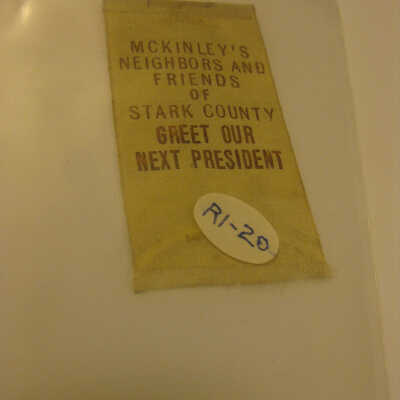 MCKINLEY'S
NEIGHBORS AND
FRIENDS
OF
STARK COUNTY
GREET OUR
NEXT PRESIDENT
R1-20